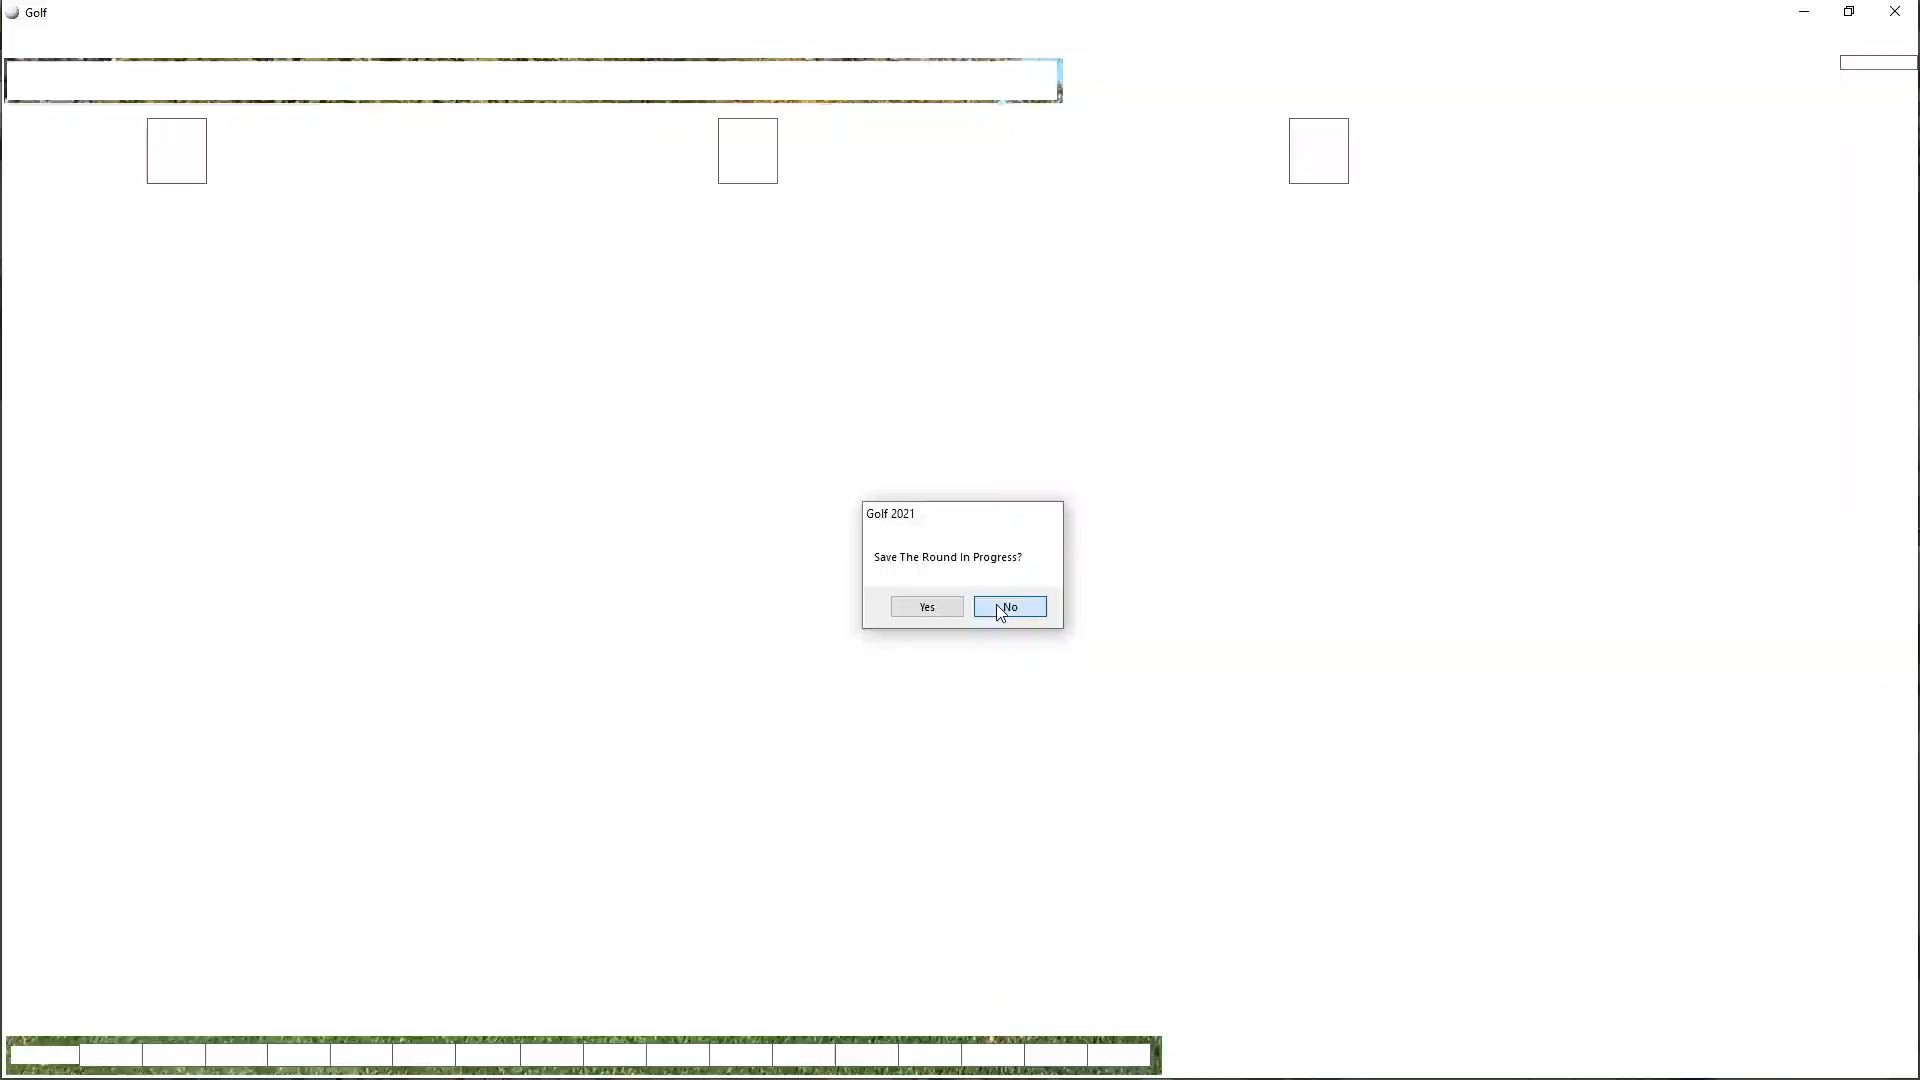 Golf
Golf 2021
Save The Round In Progress?
Yes
No